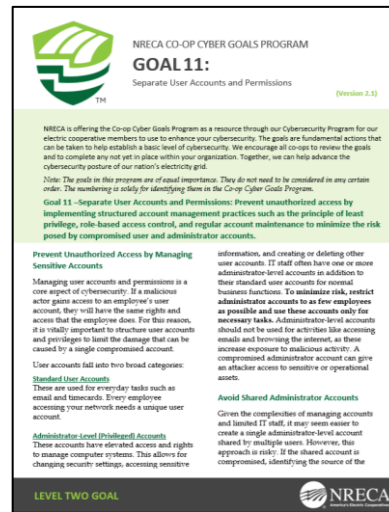 NRECA CO-OP CYBER GOALS PROGRAM
GOAL 11:
Separate User Accounts and Permissions
(Version 2.1)
TM
NRECA is offering the Co-op Cyber Goals Program as a resource through our Cybersecurity Program for our
electric cooperative members to use to enhance your cybersecurity. The goals are fundamental actions that
can be taken to help establish a basic level of cybersecurity. We encourage all co-ops to review the goals
and to complete any not yet in place within your organization. Together, we can help advance the
cybersecurity posture of our nation's electricity grid.
Note: The goals in this program are of equal importance. They do not need to be considered in any certain
order. The numbering is solely for identifying them in the Co-op Cyber Goals Program.
Goal 11 –Separate User Accounts and Permissions: Prevent unauthorized access by
implementing structured account management practices such as the principle of least
privilege, role-based access control, and regular account maintenance to minimize the risk
posed by compromised user and administrator accounts.
Prevent Unauthorized Access by Managing
Sensitive Accounts
Managing user accounts and permissions is a
core aspect of cybersecurity. If a malicious
actor gains access to an employee's user
account, they will have the same rights and
access that the employee does. For this reason,
it is vitally important to structure user accounts
and privileges to limit the damage that can be
caused by a single compromised account.
User accounts fall into two broad categories:
Standard User Accounts
These are used for everyday tasks such as
email and timecards. Every employee
accessing your network needs a unique user
account.
Administrator-Level (Privileged) Accounts
These accounts have elevated access and rights
to manage computer systems. This allows for
changing security settings, accessing sensitive
information, and creating or deleting other
user accounts. IT staff often have one or more
administrator-level accounts in addition to
their standard user accounts for normal
business functions. To minimize risk, restrict
administrator accounts to as few employees
as possible and use these accounts only for
necessary tasks. Administrator-level accounts
should not be used for activities like accessing
emails and browsing the internet, as these
increase exposure to malicious activity. A
compromised administrator account can give
an attacker access to sensitive or operational
assets.
Avoid Shared Administrator Accounts
Given the complexities of managing accounts
and limited IT staff, it may seem easier to
create a single administrator-level account
shared by multiple users. However, this
approach is risky. If the shared account is
compromised, identifying the source of the
LEVEL TWO GOAL
NRECA
America's Electric Cooperatives